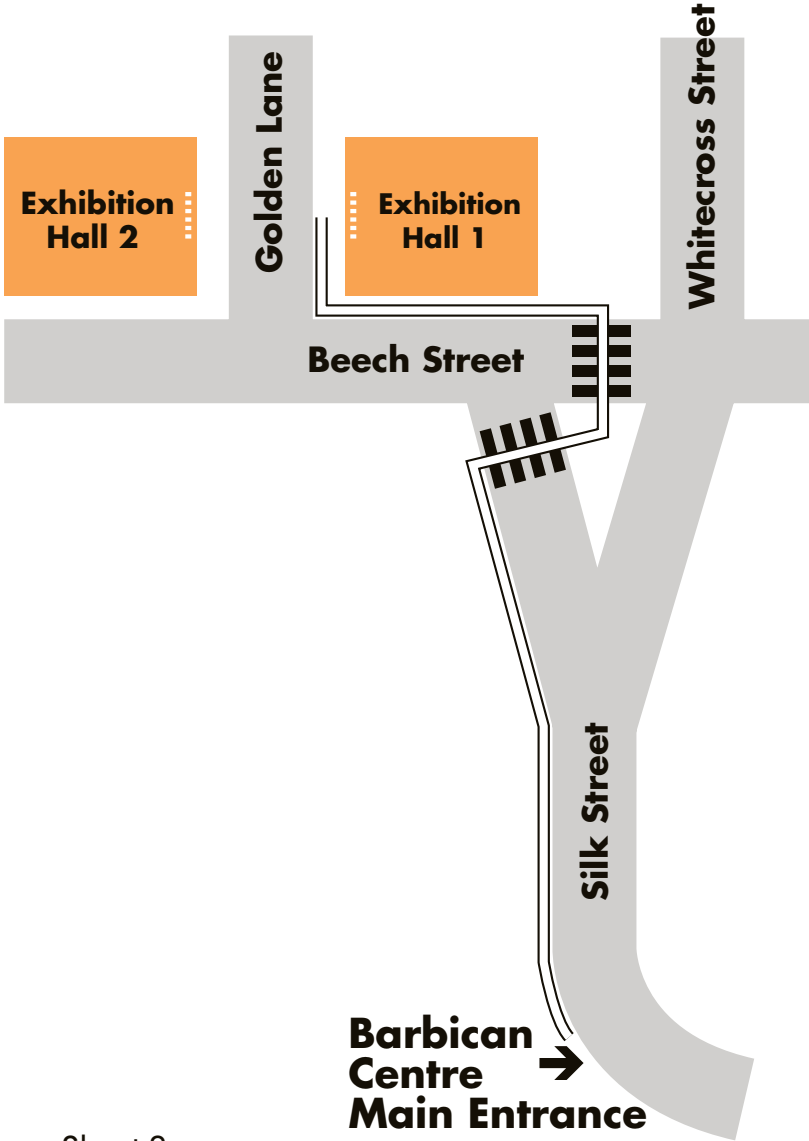 Golden Lane
Whitecross Street
Exhibition
Hall 2
Exhibition
Hall 1
Beech Street
Silk Street
Barbican
Centre
Main Entrance